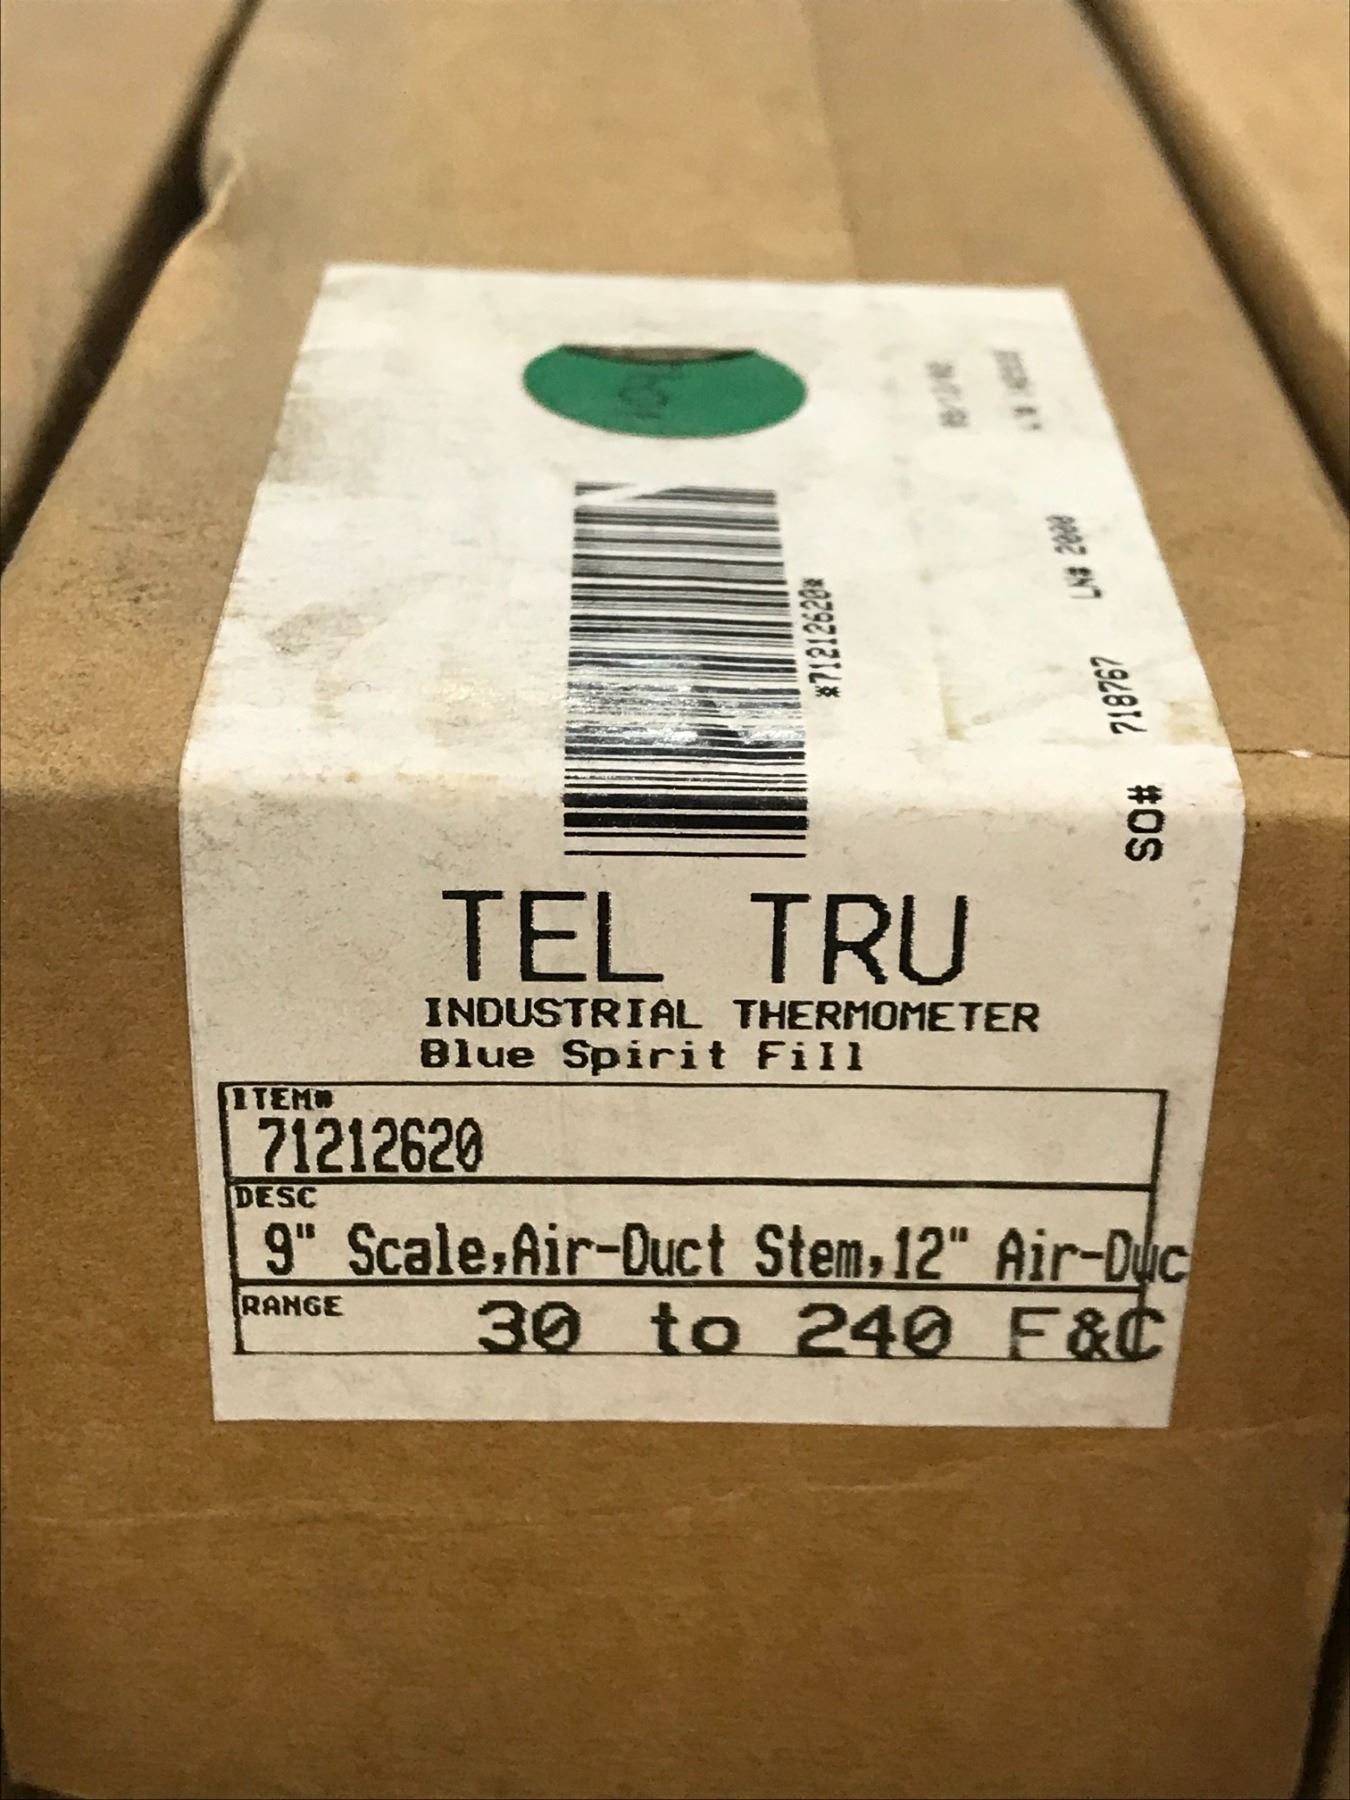 *71212620*
LN# 2000
SO# 718767
TEL TRU
INDUSTRIAL THERMOMETER
Blue Spirit Fill
ITEM#
71212620
DESC
9" Scale,Air-Duct Stem,12" Air-Duc
RANGE 30 to 240 F&C